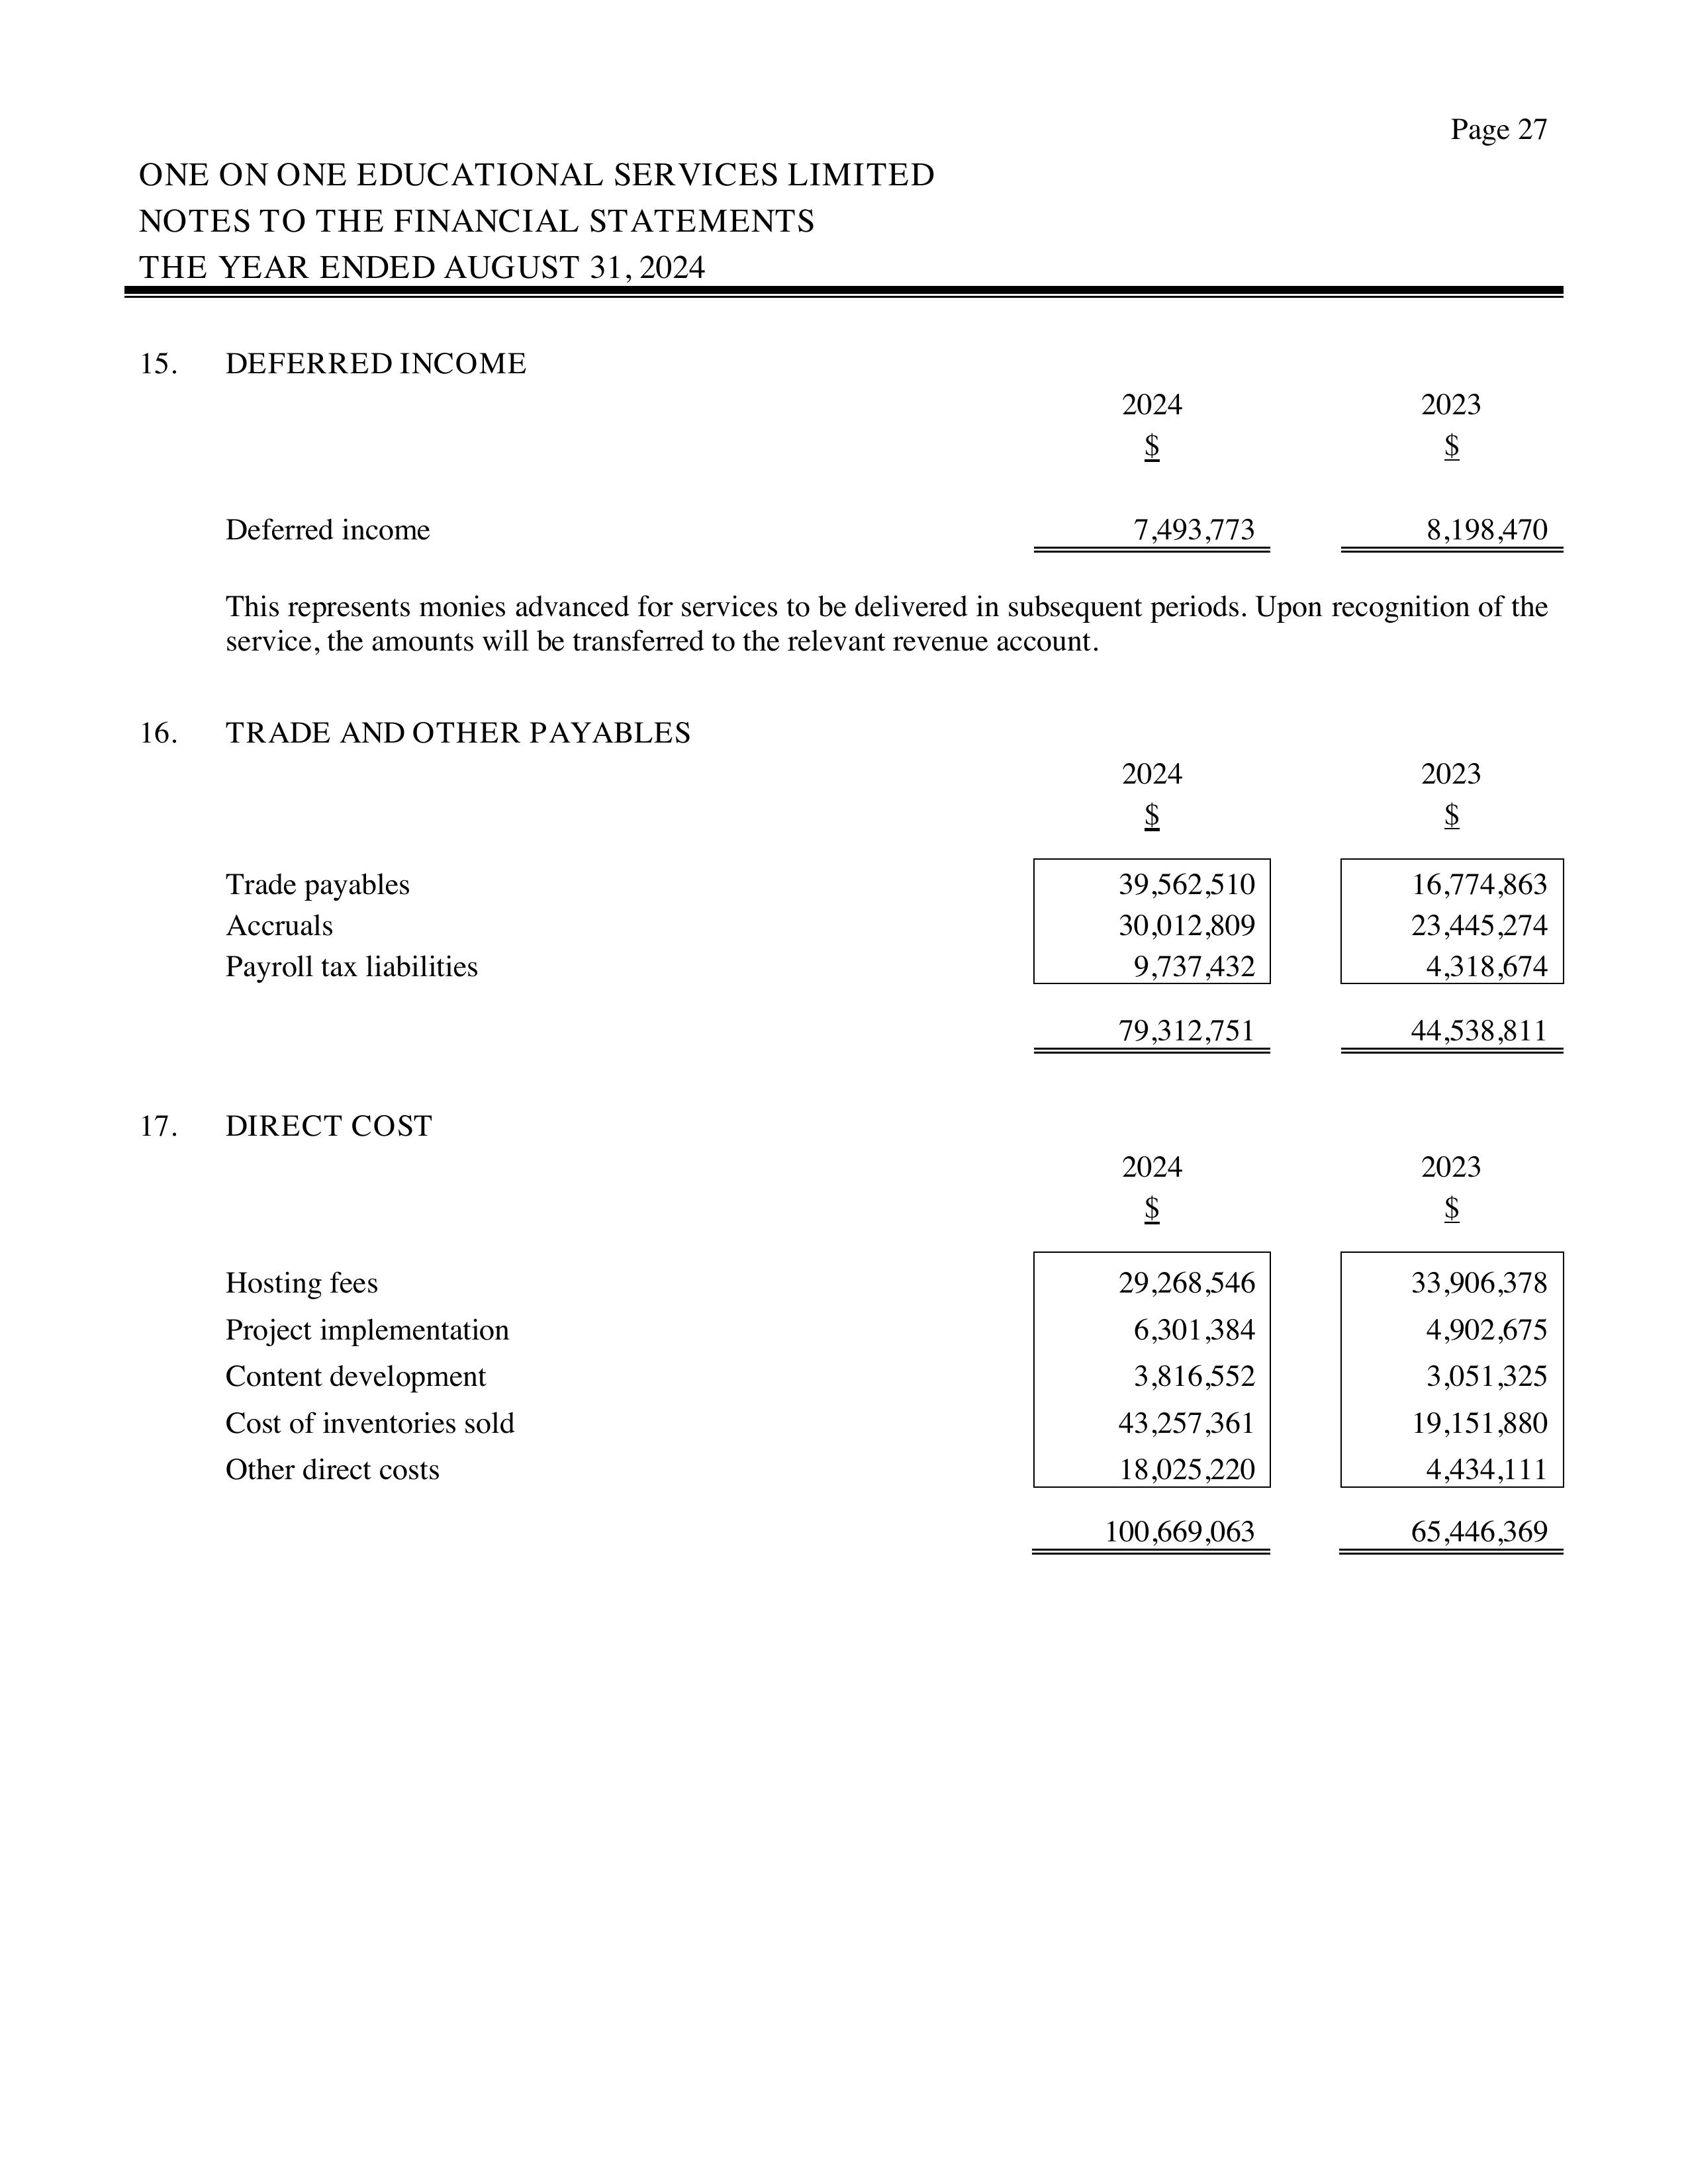 Page 27
ONE ON ONE EDUCATIONAL SERVICES LIMITED
NOTES TO THE FINANCIAL STATEMENTS
THE YEAR ENDED AUGUST 31, 2024
15. DEFERRED INCOME
2024 2023
$ $
Deferred income 7,493,773 8,198,470
This represents monies advanced for services to be delivered in subsequent periods. Upon recognition of the
service, the amounts will be transferred to the relevant revenue account.
16. TRADE AND OTHER PAYABLES
2024 2023
$ $
Trade payables 39,562,510 16,774,863
Accruals 30,012,809 23,445,274
Payroll tax liabilities 9,737,432 4,318,674
79,312,751 44,538,811
17. DIRECT COST
2024 2023
$ $
Hosting fees 29,268,546 33,906,378
Project implementation 6,301,384 4,902,675
Content development 3,816,552 3,051,325
Cost of inventories sold 43,257,361 19,151,880
Other direct costs 18,025,220 4,434,111
100,669,063 65,446,369